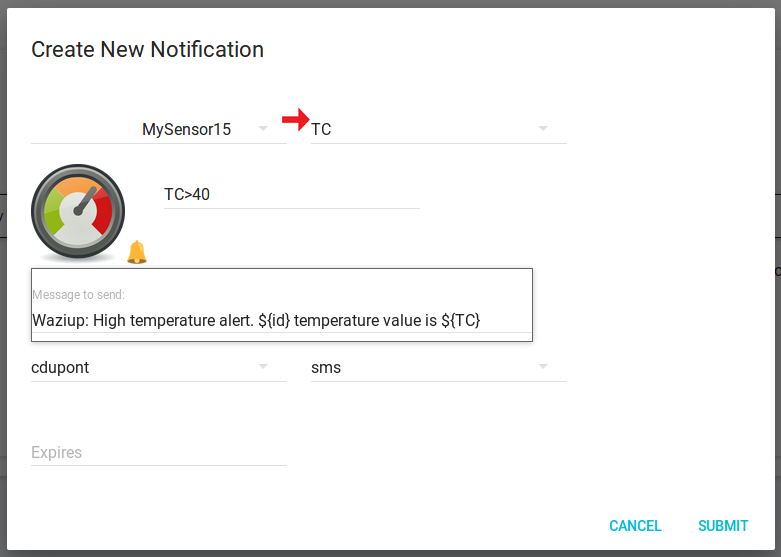 Create New Notification
MySensor15
TC
TC>40
Message to send:
Waziup: High temperature alert. ${id} temperature value is ${TC}
cdupont
sms
Expires
CANCEL
SUBMIT